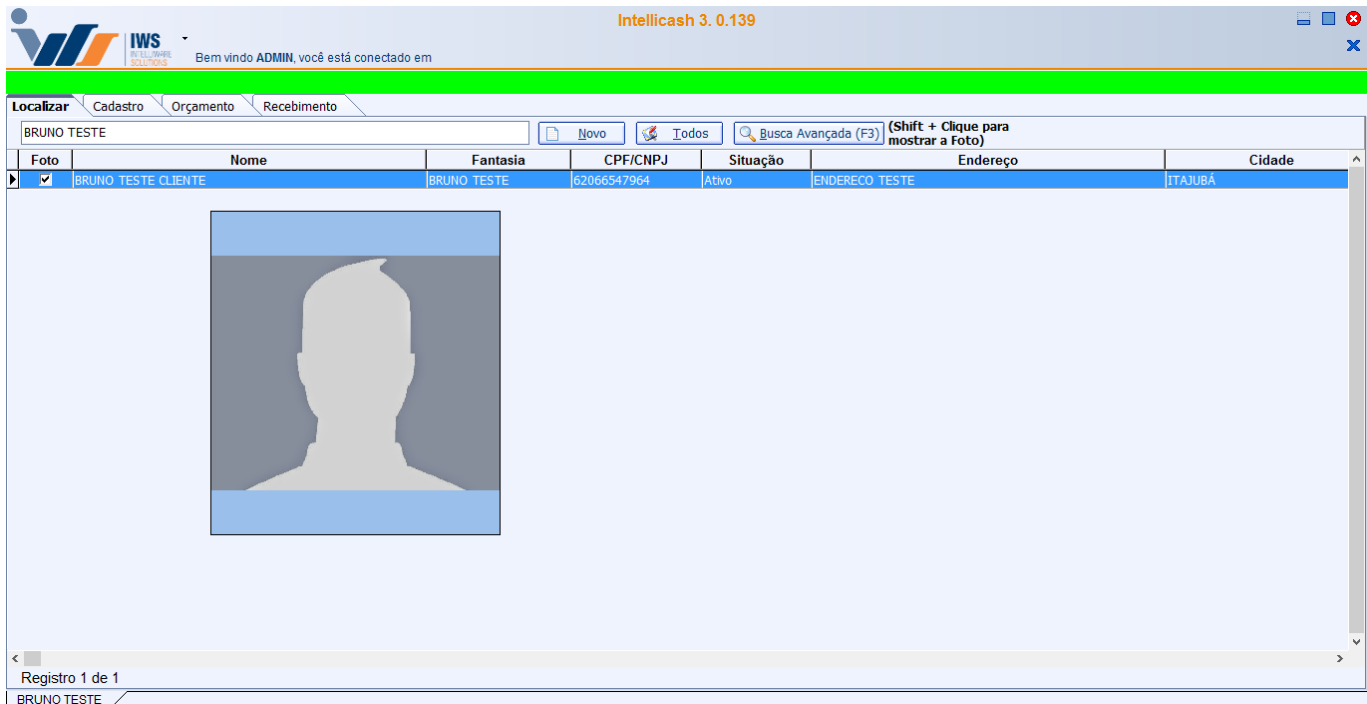 Intellicash 3. 0.139
IWS
INTELLIWARE
SOLUTIONS
Bem vindo ADMIN, você está conectado em
Localizar Cadastro Orçamento Recebimento
BRUNO TESTE Novo Todos Busca Avançada (F3) (Shift + Clique para
mostrar a Foto)
Foto Nome Fantasia CPF/CNPJ Situação Endereço Cidade
BRUNO TESTE CLIENTE BRUNO TESTE 62066547964 Ativo ENDERECO TESTE ITAJUBÁ
Registro 1 de 1
BRUNO TESTE